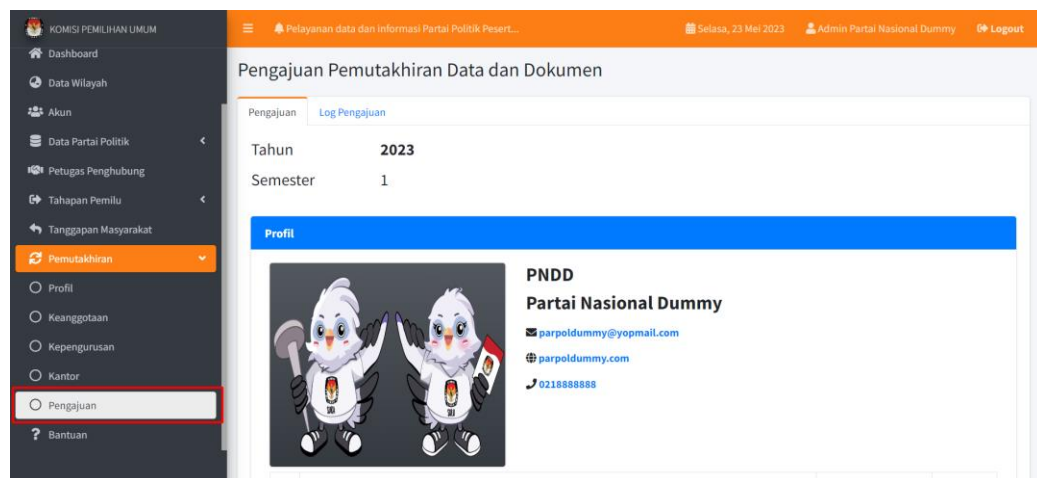 KOMISI PEMILIHAN UMUM
Pelayanan data dan Informasi Partai Politik Pesert...
Selasa, 23 Mei 2023
Admin Partai Nasional Dummy
Logout
Dashboard
Data Wilayah
Akun
Data Partai Politik
Petugas Penghubung
Tahapan Pemilu
Tanggapan Masyarakat
Pemutakhiran
Profil
Keanggotaan
Kepengurusan
Kantor
Pengajuan
? Bantuan
Pengajuan Pemutakhiran Data dan Dokumen
Pengajuan Log Pengajuan
Tahun 2023
Semester 1
Profil
PNDD
Partai Nasional Dummy
parpoldummy@yopmail.com
parpoldummy.com
0218888888